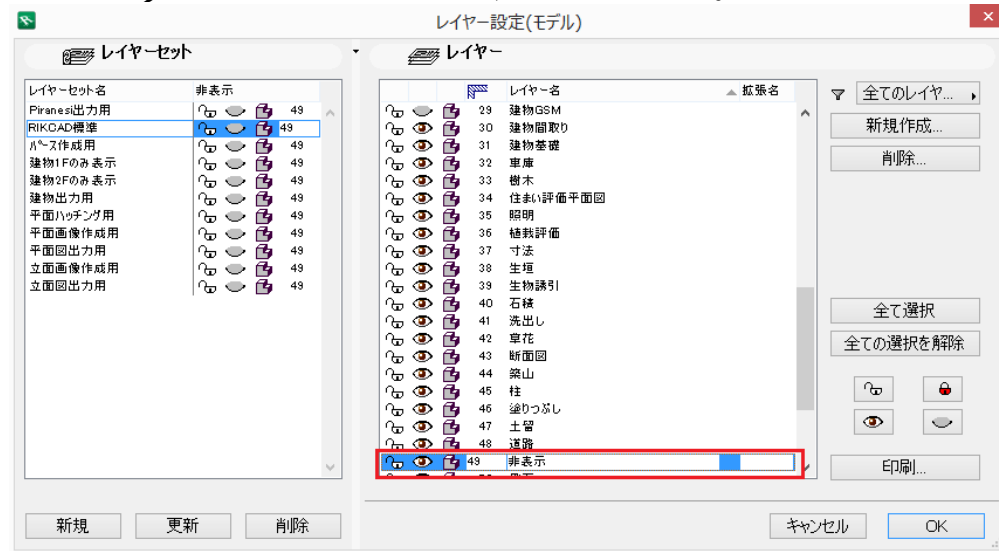 レイヤー設定(モデル)
レイヤーセット
レイヤーセット名 非表示
Piranesi出力用 49
RIKCAD標準 49
パース作成用 49
建物1Fのみ表示 49
建物2Fのみ表示 49
建物出力用 49
平面ハッチング用 49
平面画像作成用 49
平面図出力用 49
立面画像作成用 49
立面図出力用 49
新規 更新 削除
レイヤー
レイヤー名 拡張名
29 建物GSM
30 建物間取り
31 建物基礎
32 車庫
33 樹木
34 住まい評価平面図
35 照明
36 植栽評価
37 寸法
38 生垣
39 生物誘引
40 石積
41 洗出し
42 草花
43 断面図
44 築山
45 柱
46 塗りつぶし
47 土留
48 道路
49 非表示
全てのレイヤ...
新規作成...
削除...
全て選択
全ての選択を解除
印刷...
キャンセル OK